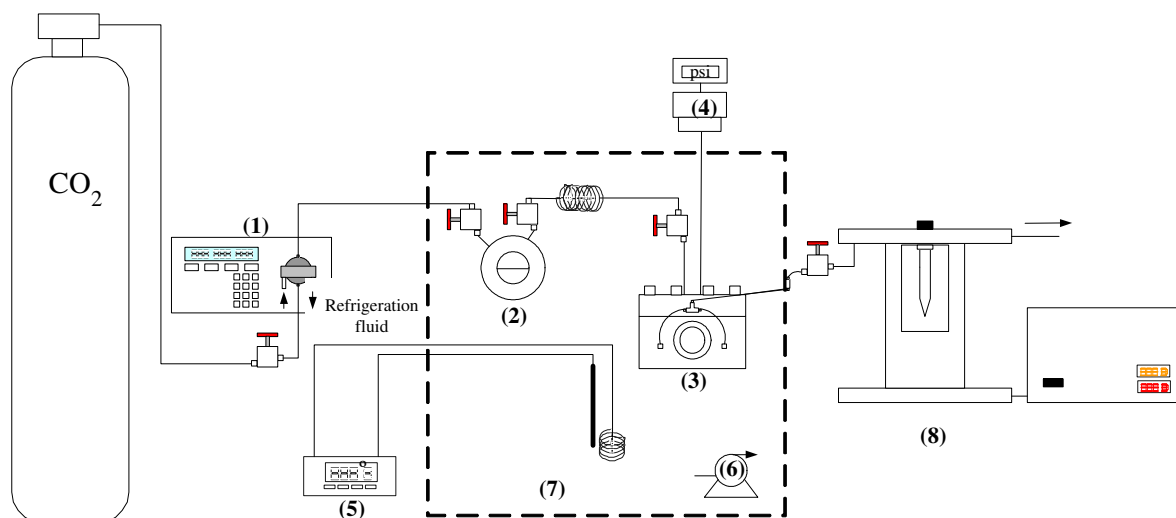 psi
(4)
CO2
(1)
Refrigeration
fluid
(2)
(3)
(6)
(7)
(5)
(8)